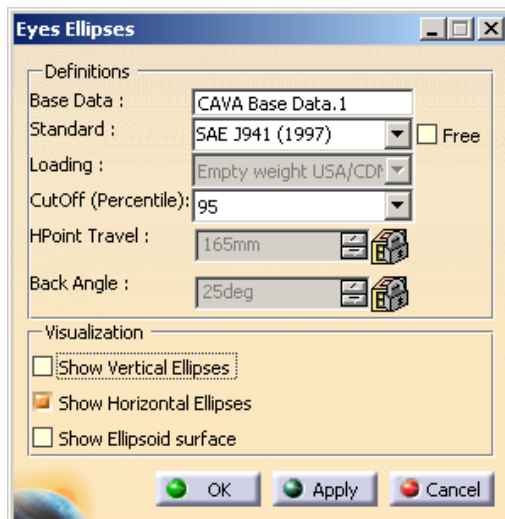 Eyes Ellipses
Definitions
Base Data : CAVA Base Data.1
Standard : SAE J941 (1997) Free
Loading : Empty weight USA/CDN
CutOff (Percentile): 95
HPoint Travel : 165mm
Back Angle : 25deg
Visualization
Show Vertical Ellipses
Show Horizontal Ellipses
Show Ellipsoid surface
OK Apply Cancel